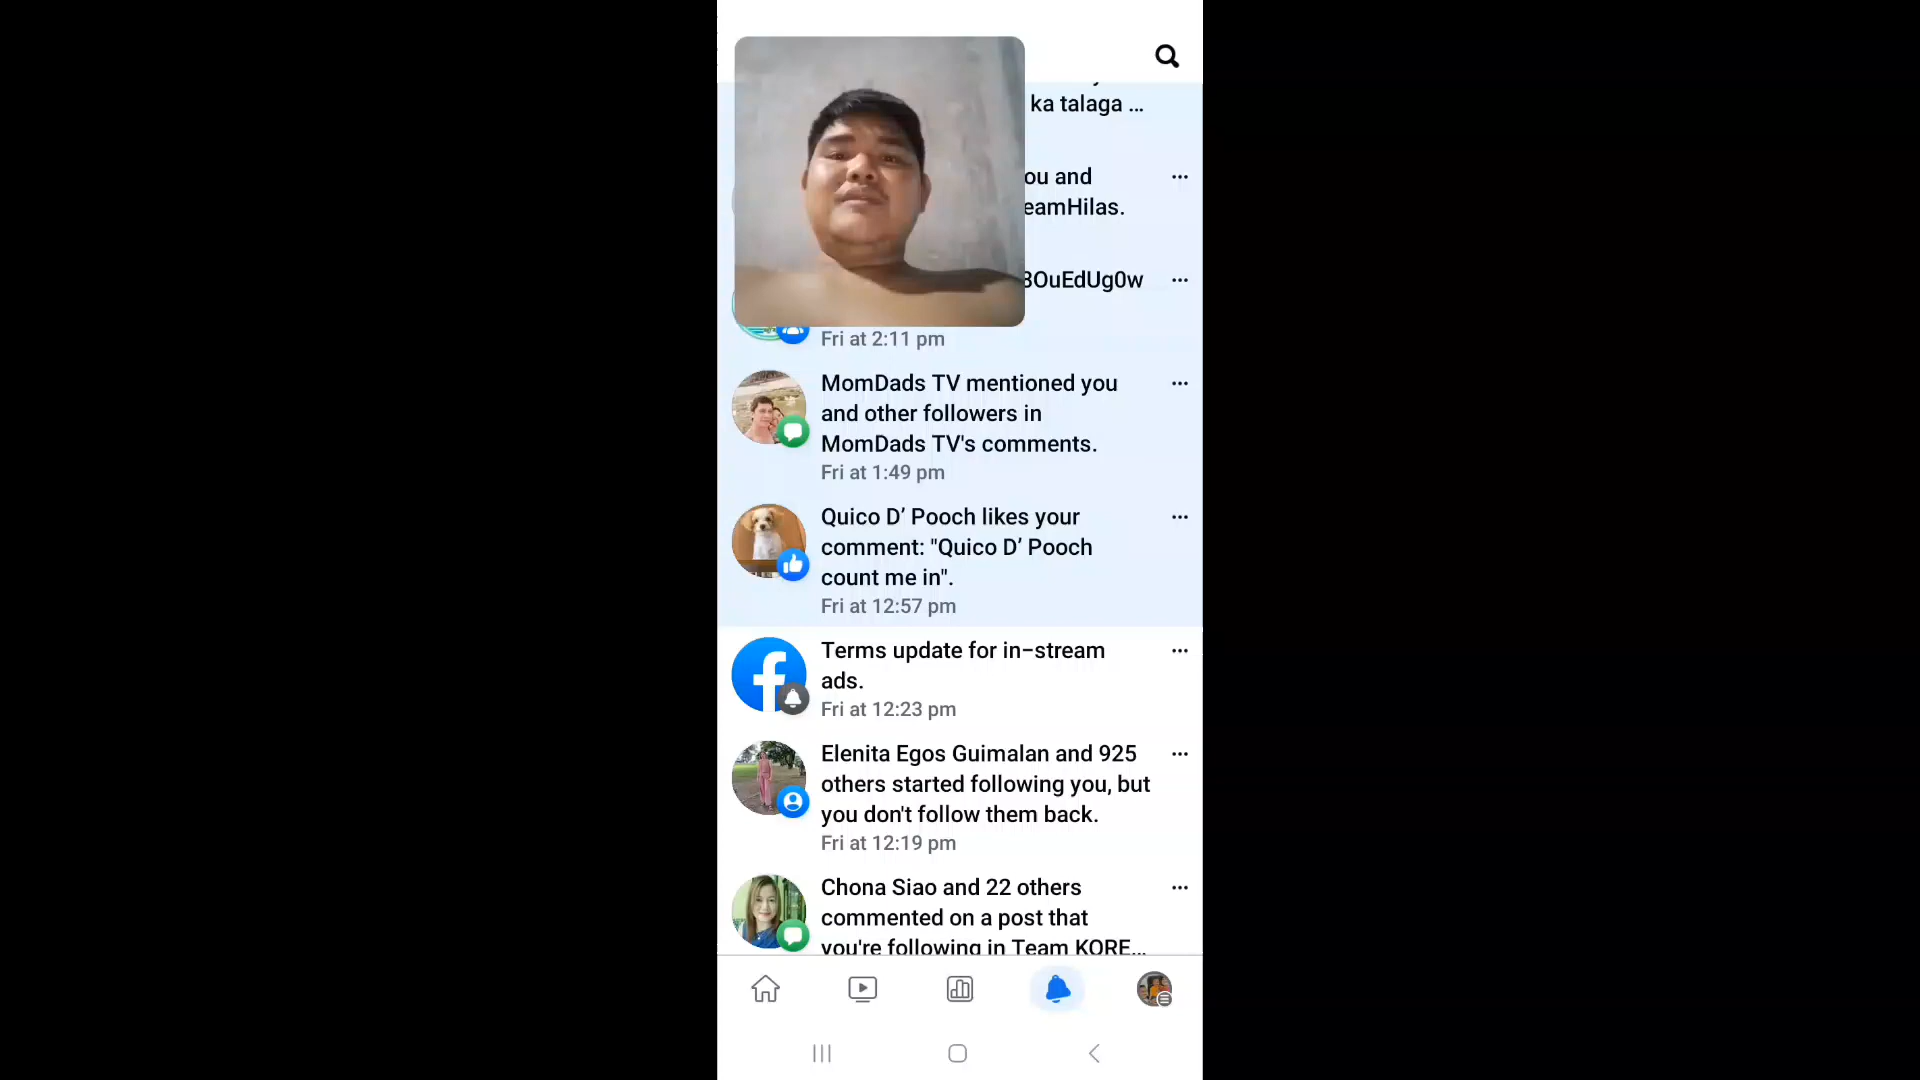 ka talaga ...
ou and
eamHilas.
3OuEdUg0w
Fri at 2:11 pm
MomDads TV mentioned you
and other followers in
MomDads TV's comments.
Fri at 1:49 pm
Quico D’ Pooch likes your
comment: "Quico D’ Pooch
count me in".
Fri at 12:57 pm
Terms update for in-stream
ads.
Fri at 12:23 pm
Elenita Egos Guimalan and 925
others started following you, but
you don't follow them back.
Fri at 12:19 pm
Chona Siao and 22 others
commented on a post that
you're following in Team KORE...